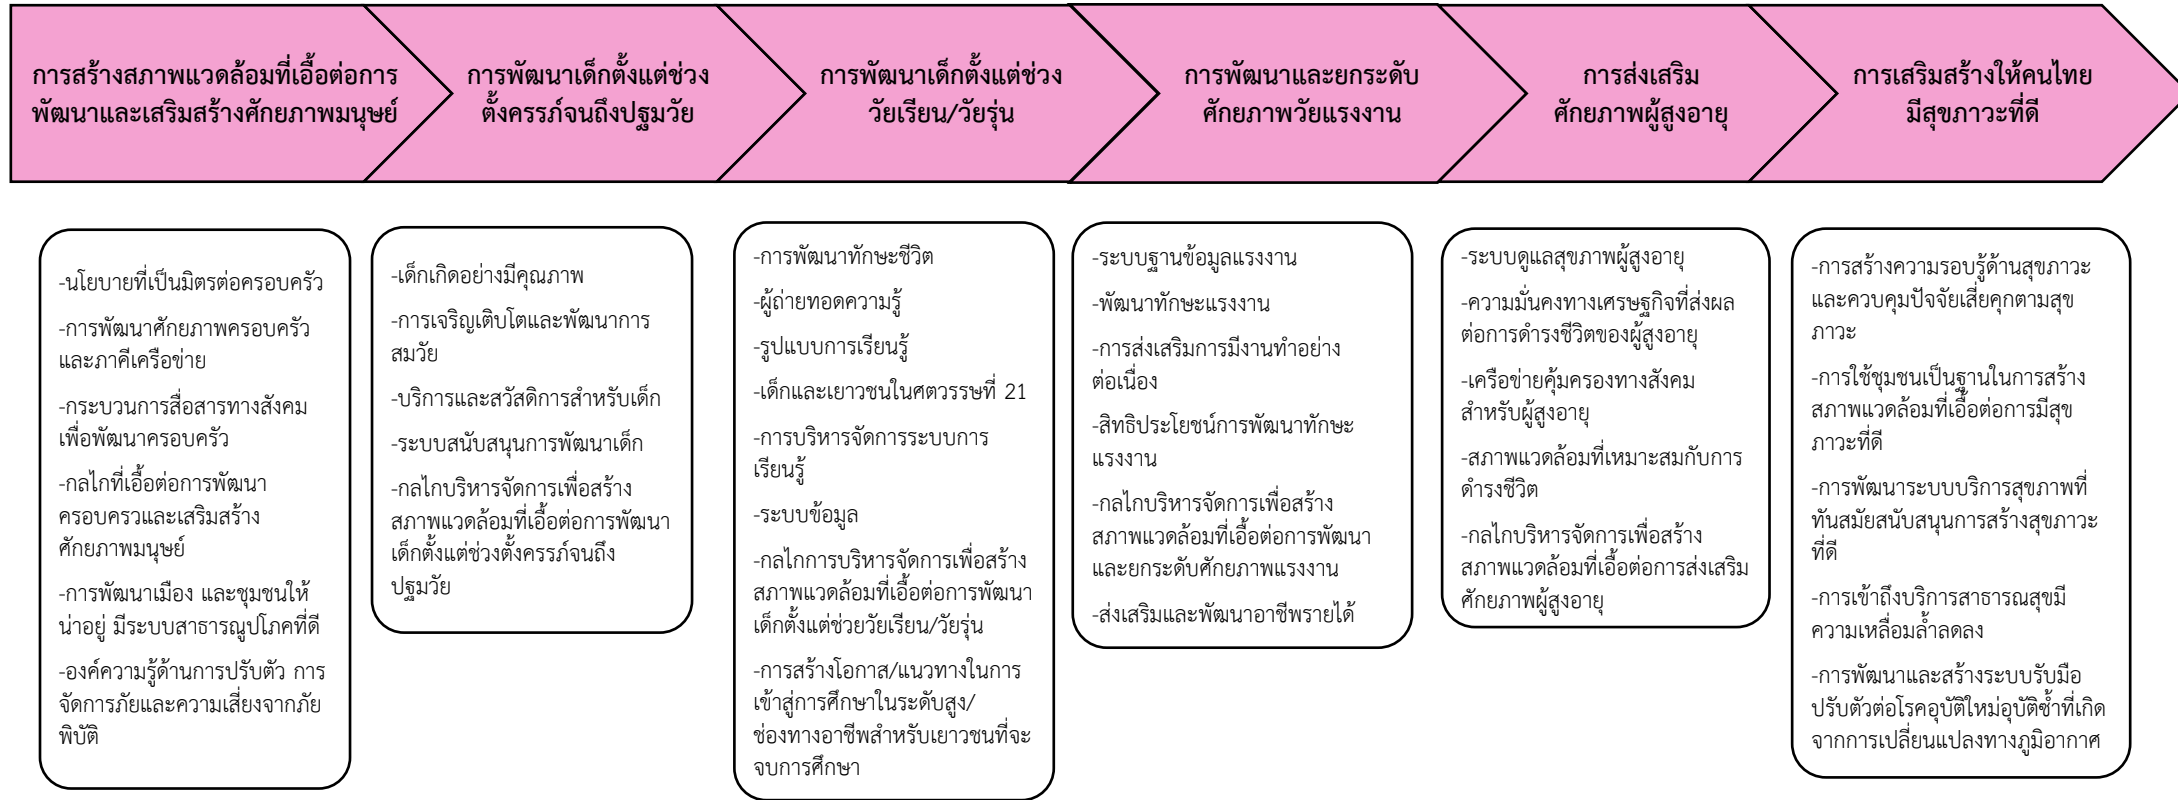 การสร้างสภาพแวดล้อมที่เอื้อต่อการ
พัฒนาและเสริมสร้างศักยภาพมนุษย์
การพัฒนาเด็กตั้งแต่ช่วง
ตั้งครรภ์จนถึงปฐมวัย
การพัฒนาเด็กตั้งแต่ช่วง
วัยเรียน/วัยรุ่น
การพัฒนาและยกระดับ
ศักยภาพวัยแรงงาน
การส่งเสริม
ศักยภาพผู้สูงอายุ
การเสริมสร้างให้คนไทย
มีสุขภาวะที่ดี
-นโยบายที่เป็นมิตรต่อครอบครัว
-การพัฒนาศักยภาพครอบครัว
และภาคีเครือข่าย
-กระบวนการสื่อสารทางสังคม
เพื่อพัฒนาครอบครัว
-กลไกที่เอื้อต่อการพัฒนา
ครอบครวและเสริมสร้าง
ศักยภาพมนุษย์
-การพัฒนาเมือง และชุมชนให้
น่าอยู่ มีระบบสาธารณูปโภคที่ดี
-องค์ความรู้ด้านการปรับตัว การ
จัดการภัยและความเสี่ยงจากภัย
พิบัติ
-เด็กเกิดอย่างมีคุณภาพ
-การเจริญเติบโตและพัฒนาการ
สมวัย
-บริการและสวัสดิการสำหรับเด็ก
-ระบบสนับสนุนการพัฒนาเด็ก
-กลไกบริหารจัดการเพื่อสร้าง
สภาพแวดล้อมที่เอื้อต่อการพัฒนา
เด็กตั้งแต่ช่วงตั้งครรภ์จนถึง
ปฐมวัย
-การพัฒนาทักษะชีวิต
-ผู้ถ่ายทอดความรู้
-รูปแบบการเรียนรู้
-เด็กและเยาวชนในศตวรรษที่ 21
-การบริหารจัดการระบบการ
เรียนรู้
-ระบบข้อมูล
-กลไกการบริหารจัดการเพื่อสร้าง
สภาพแวดล้อมที่เอื้อต่อการพัฒนา
เด็กตั้งแต่ช่วยวัยเรียน/วัยรุ่น
-การสร้างโอกาส/แนวทางในการ
เข้าสู่การศึกษาในระดับสูง/
ช่องทางอาชีพสำหรับเยาวชนที่จะ
จบการศึกษา
-ระบบฐานข้อมูลแรงงาน
-พัฒนาทักษะแรงงาน
-การส่งเสริมการมีงานทำอย่าง
ต่อเนื่อง
-สิทธิประโยชน์การพัฒนาทักษะ
แรงงาน
-กลไกบริหารจัดการเพื่อสร้าง
สภาพแวดล้อมที่เอื้อต่อการพัฒนา
และยกระดับศักยภาพแรงงาน
-ส่งเสริมและพัฒนาอาชีพรายได้
-ระบบดูแลสุขภาพผู้สูงอายุ
-ความมั่นคงทางเศรษฐกิจที่ส่งผล
ต่อการดำรงชีวิตของผู้สูงอายุ
-เครือข่ายคุ้มครองทางสังคม
สำหรับผู้สูงอายุ
-สภาพแวดล้อมที่เหมาะสมกับการ
ดำรงชีวิต
-กลไกบริหารจัดการเพื่อสร้าง
สภาพแวดล้อมที่เอื้อต่อการส่งเสริม
ศักยภาพผู้สูงอายุ
-การสร้างความรอบรู้ด้านสุขภาวะ
และควบคุมปัจจัยเสี่ยคุกตามสุข
ภาวะ
-การใช้ชุมชนเป็นฐานในการสร้าง
สภาพแวดล้อมที่เอื้อต่อการมีสุข
ภาวะที่ดี
-การพัฒนาระบบบริการสุขภาพที่
ทันสมัยสนับสนุนการสร้างสุขภาวะ
ที่ดี
-การเข้าถึงบริการสาธารณสุขมี
ความเหลื่อมล้ำลดลง
-การพัฒนาและสร้างระบบรับมือ
ปรับตัวต่อโรคอุบัติใหม่อุบัติซ้ำที่เกิด
จากการเปลี่ยนแปลงทางภูมิอากาศ